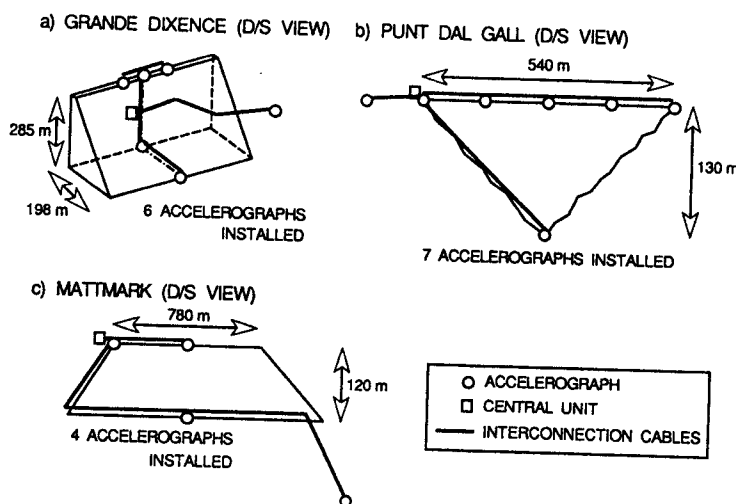 a) GRANDE DIXENCE (D/S VIEW)
285 m
198 m
6 ACCELEROGRAPHS
INSTALLED
b) PUNT DAL GALL (D/S VIEW)
540 m
130 m
7 ACCELEROGRAPHS INSTALLED
c) MATTMARK (D/S VIEW)
780 m
120 m
4 ACCELEROGRAPHS
INSTALLED
ACCELEROGRAPH
CENTRAL UNIT
INTERCONNECTION CABLES